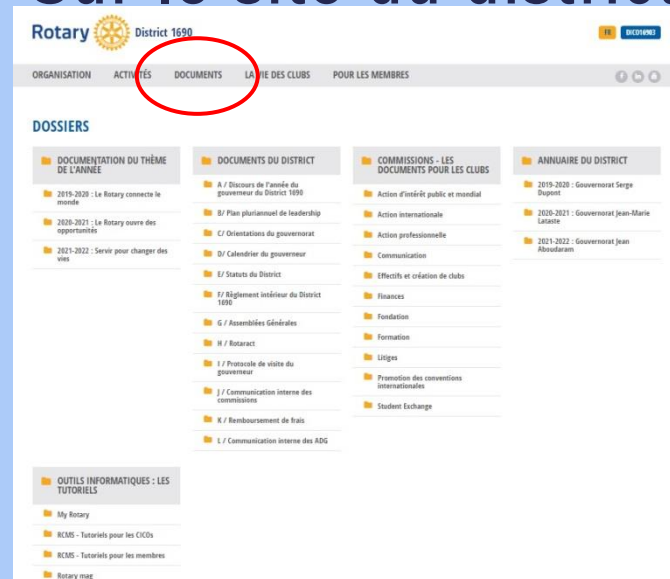 Rotary District 1690
FR DICO16903
ORGANISATION ACTIVITÉS DOCUMENTS LA VIE DES CLUBS POUR LES MEMBRES
DOSSIERS
DOCUMENTATION DU THÈME
DE L'ANNÉE
2019-2020 : Le Rotary connecte le
monde
2020-2021 : Le Rotary ouvre des
opportunités
2021-2022 : Servir pour changer des
vies
DOCUMENTS DU DISTRICT
A / Discours de l'année du
gouverneur du District 1690
B/ Plan pluriannuel de leadership
C/ Orientations du gouvernorat
D/ Calendrier du gouverneur
E/ Statuts du District
F/ Règlement intérieur du District
1690
G / Assemblées Générales
H / Rotaract
I / Protocole de visite du
gouverneur
J / Communication interne des
commissions
K / Remboursement de frais
L / Communication interne des ADG
COMMISSIONS - LES
DOCUMENTS POUR LES CLUBS
Action d'intérêt public et mondial
Action internationale
Action professionnelle
Communication
Effectifs et création de clubs
Finances
Fondation
Formation
Litiges
Promotion des conventions
internationales
Student Exchange
ANNUAIRE DU DISTRICT
2019-2020 : Gouvernorat Serge
Dupont
2020-2021 : Gouvernorat Jean-Marie
Lataste
2021-2022 : Gouvernorat Jean
Aboudaram
OUTILS INFORMATIQUES : LES
TUTORIELS
My Rotary
RCMS - Tutoriels pour les CICOs
RCMS - Tutoriels pour les membres
Rotary mag